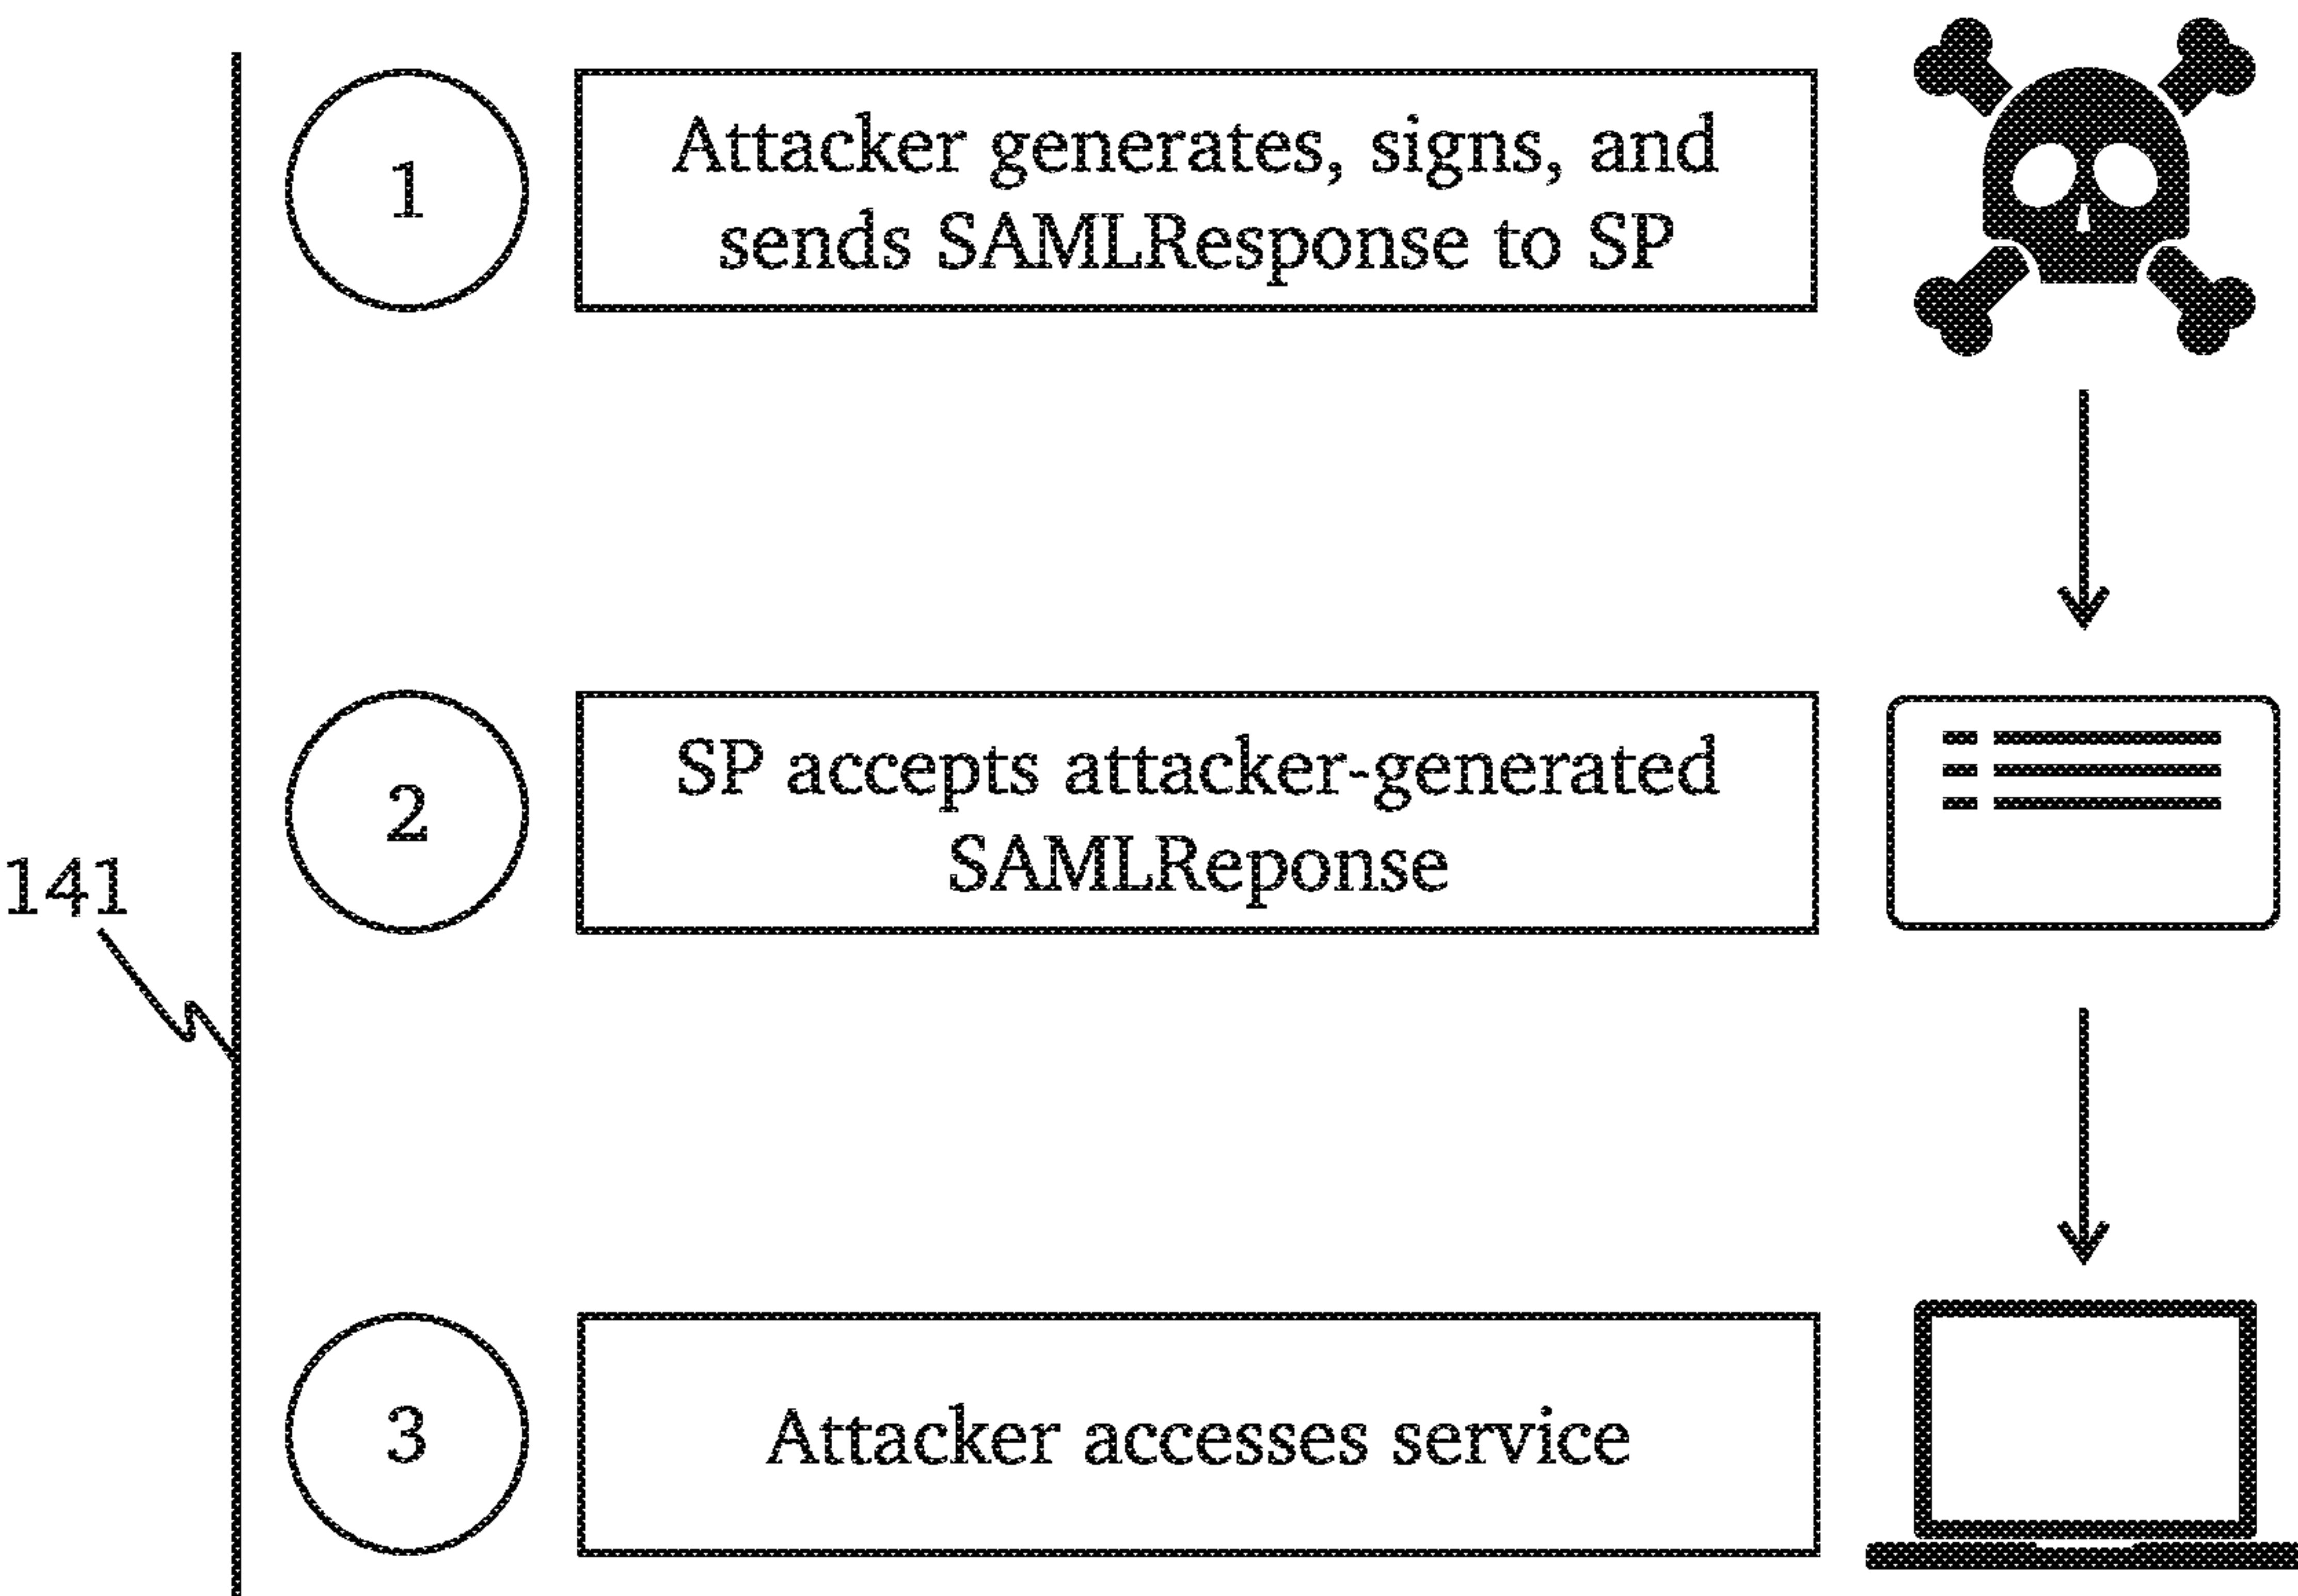 1
Attacker generates, signs, and
sends SAMLResponse to SP
2
SP accepts attacker-generated
SAMLReponse
141
3
Attacker accesses service